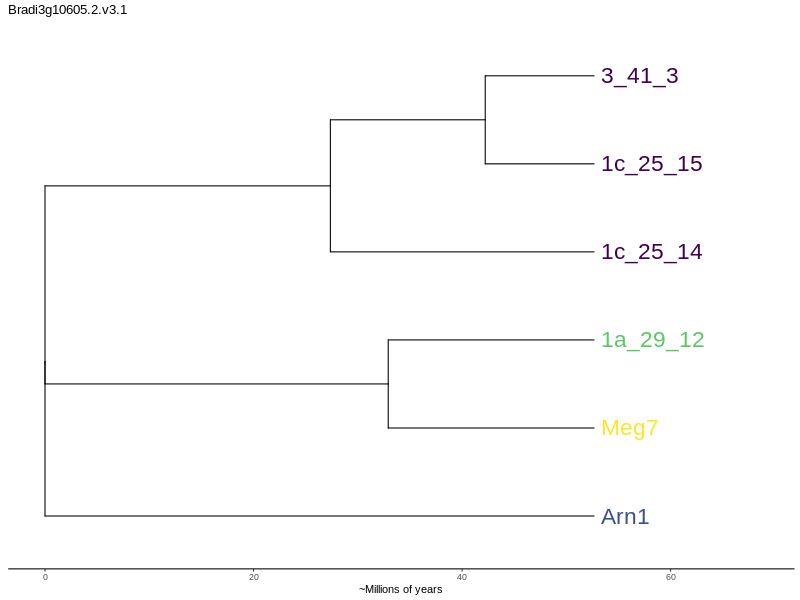 Bradi3g10605.2.v3.1
3_41_3
1c_25_15
1c_25_14
1a_29_12
Meg7
Arn1
0 20 40 60
~Millions of years